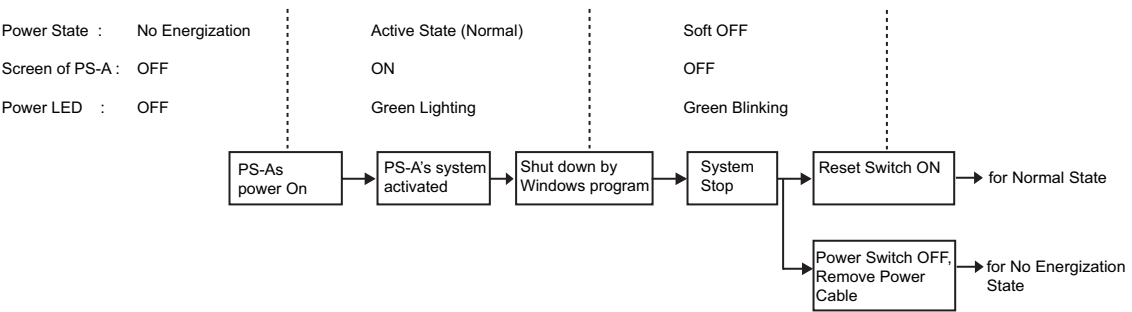 Power State : No Energization Active State (Normal) Soft OFF
Screen of PS-A : OFF ON OFF
Power LED : OFF Green Lighting Green Blinking
PS-As
power On
PS-A's system
activated
Shut down by
Windows program
System
Stop
Reset Switch ON
for Normal State
Power Switch OFF,
Remove Power
Cable
for No Energization
State